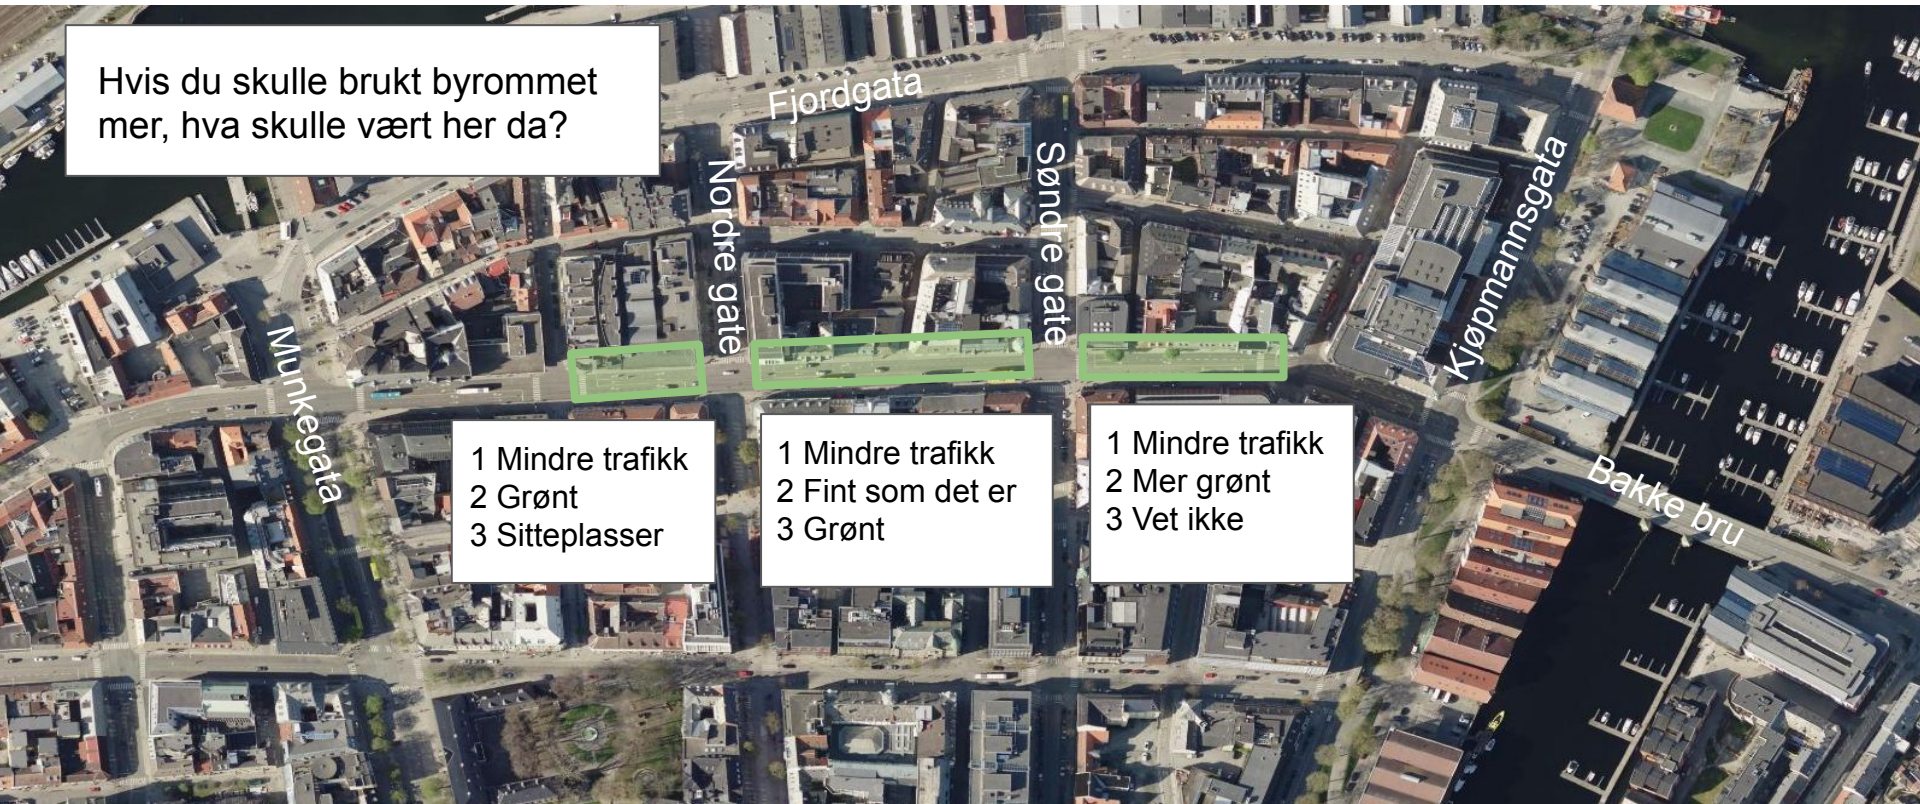 Hvis du skulle brukt byrommet
mer, hva skulle vært her da?
Fjordgata
Nordre gate
Søndre gate
Kjøpmannsgata
Munkegata
Bakke bru
1 Mindre trafikk
2 Grønt
3 Sitteplasser
1 Mindre trafikk
2 Fint som det er
3 Grønt
1 Mindre trafikk
2 Mer grønt
3 Vet ikke